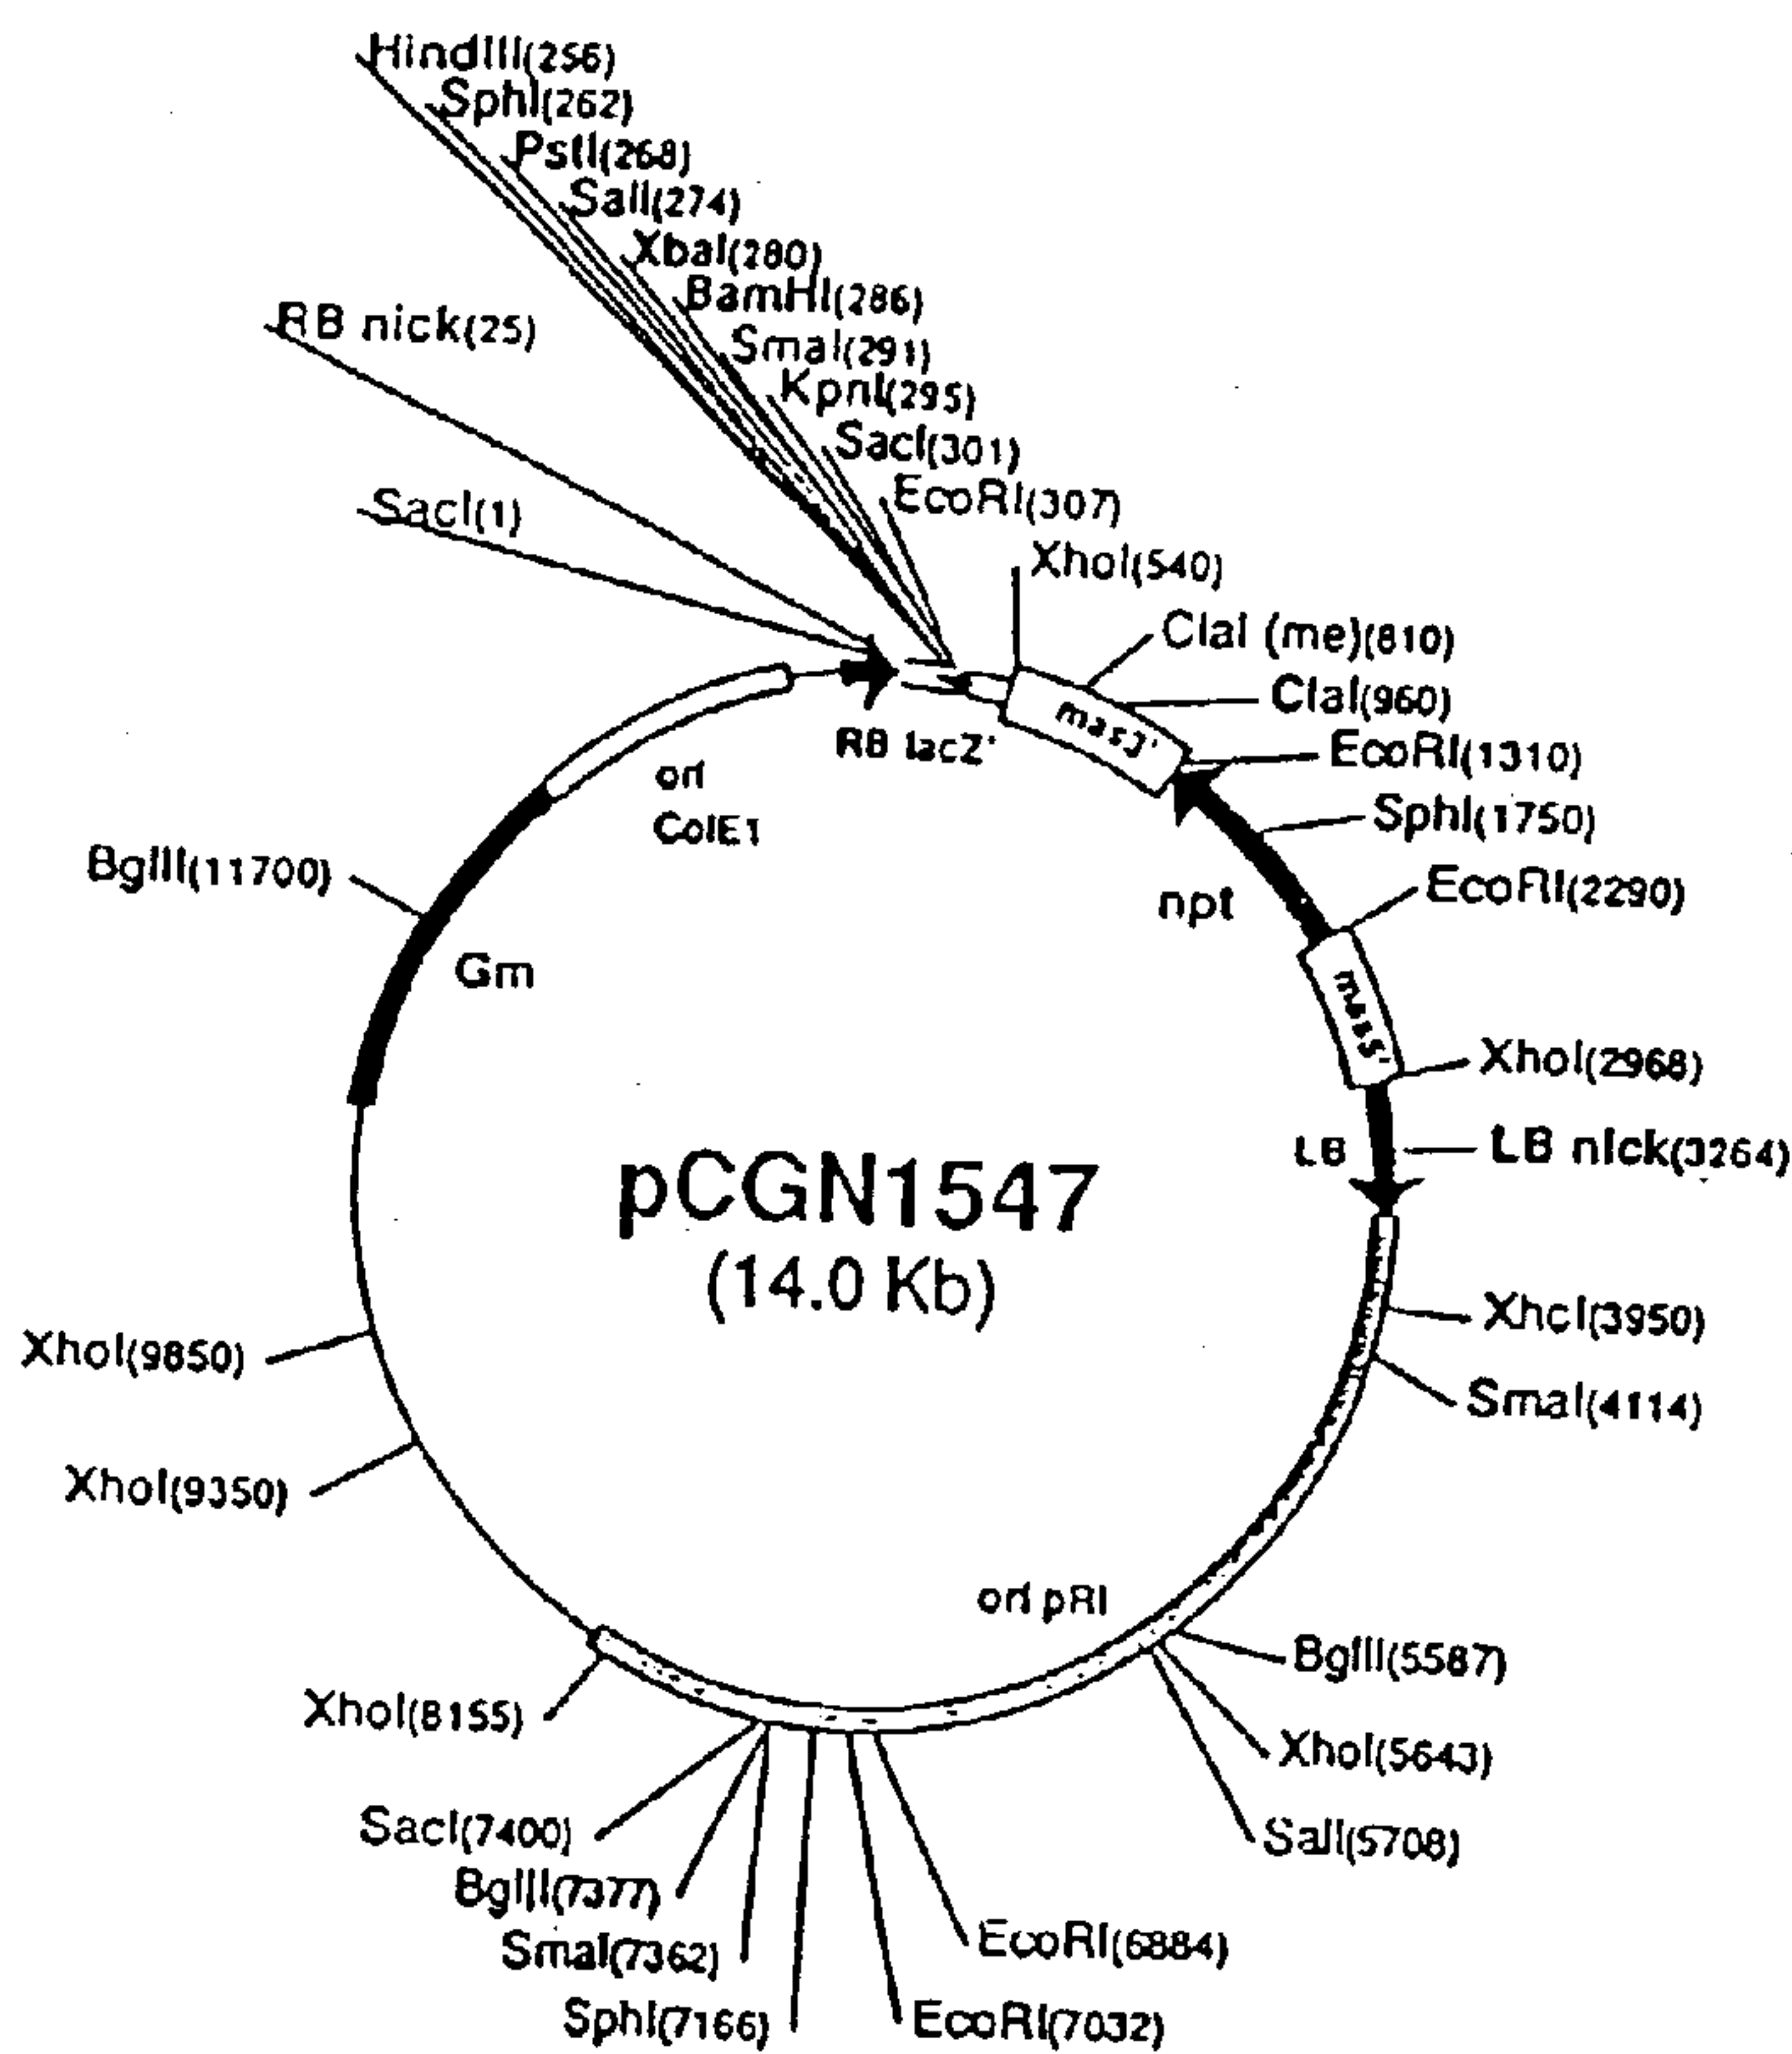 HindIII(256)
SphI(262)
PstI(268)
SalI(274)
XbaI(280)
BamHI(286)
RB nick(25)
SmaI(291)
KpnI(295)
SacI(301)
EcoRI(307)
SacI(1)
XhoI(540)
ClaI (me)(810)
ClaI(960)
mas3'
RB lacZ'
EcoRI(1310)
ori
ColE1
SphI(1750)
BglII(11700)
EcoRI(2290)
npt
Gm
mas5'
XhoI(2968)
LB
LB nick(3264)
pCGN1547
(14.0 Kb)
XhoI(3950)
XhoI(9850)
SmaI(4114)
XhoI(9350)
ori pRI
BglII(5587)
XhoI(8155)
XhoI(5643)
SacI(7400)
SalI(5708)
BglII(7377)
EcoRI(6884)
SmaI(7362)
SphI(7166)
EcoRI(7032)